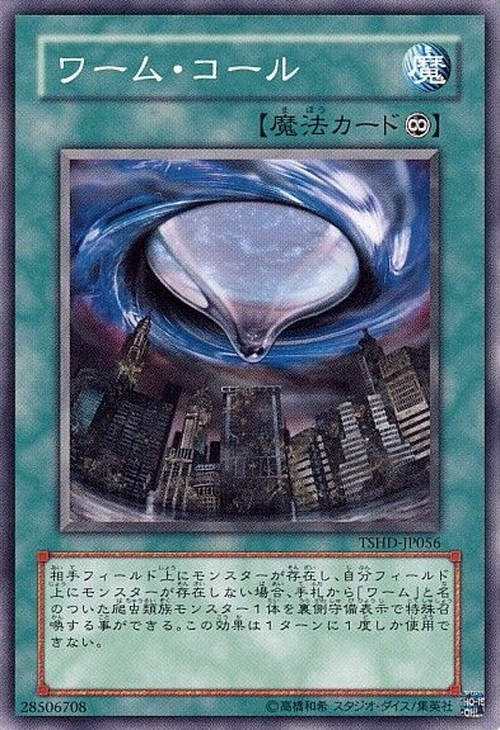 ワーム・コール
魔
【魔法カード∞】
TSHD-JP056
相手フィールド上にモンスターが存在し、自分フィールド
上にモンスターが存在しない場合、手札から「ワーム」と名
のついた爬虫類族モンスター1体を裏側守備表示で特殊召
喚する事ができる。この効果は1ターンに1度しか使用で
きない。
28506708
©高橋和希 スタジオ・ダイス/集英社